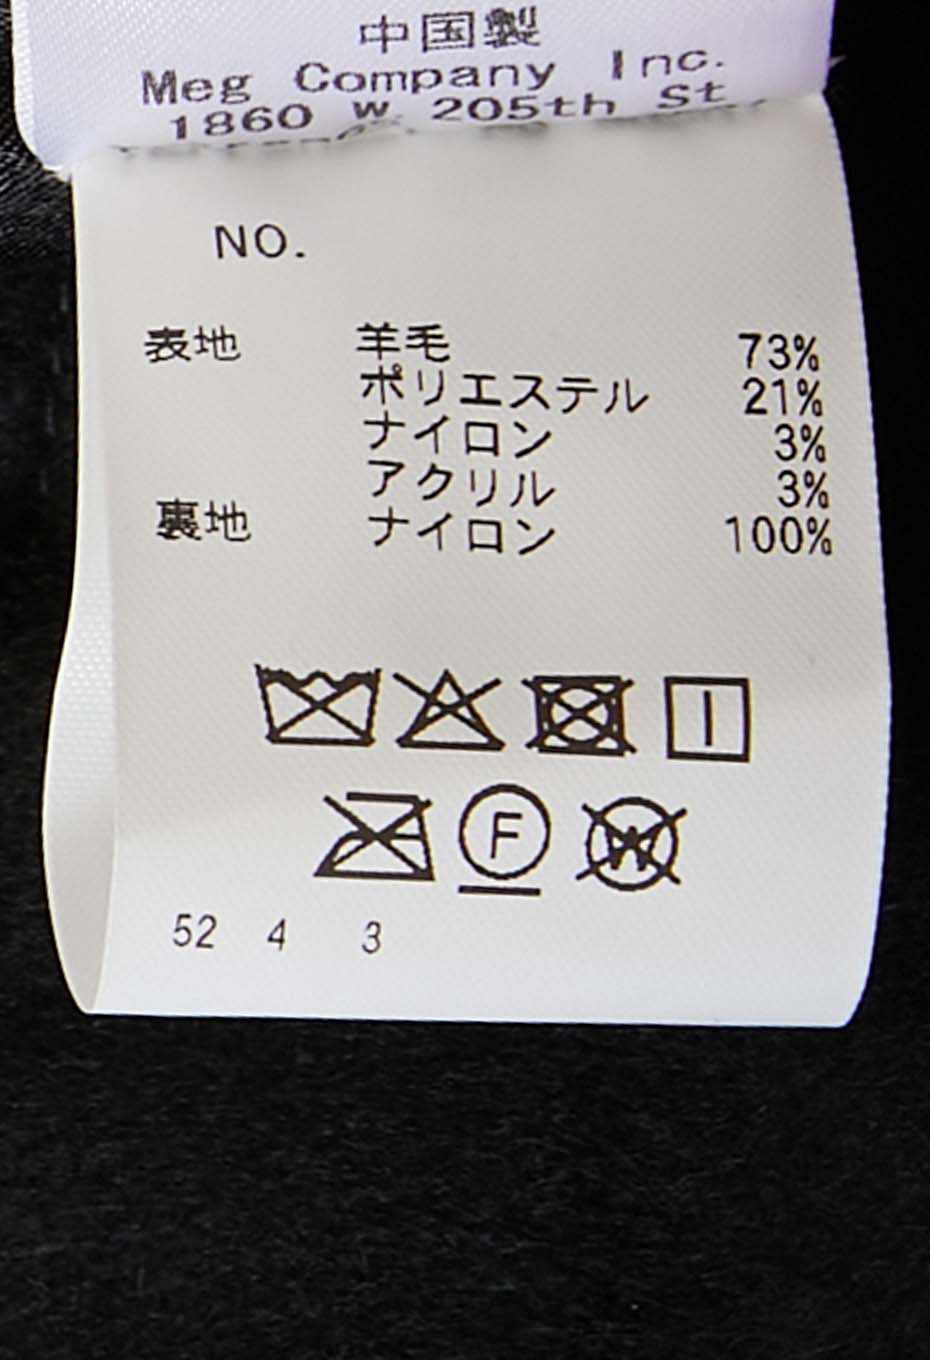 中国製
Meg Company Inc.
1860 W 205th St
NO.
表地 羊毛 73%
ポリエステル 21%
ナイロン 3%
アクリル 3%
裏地 ナイロン 100%
F W
52 4 3